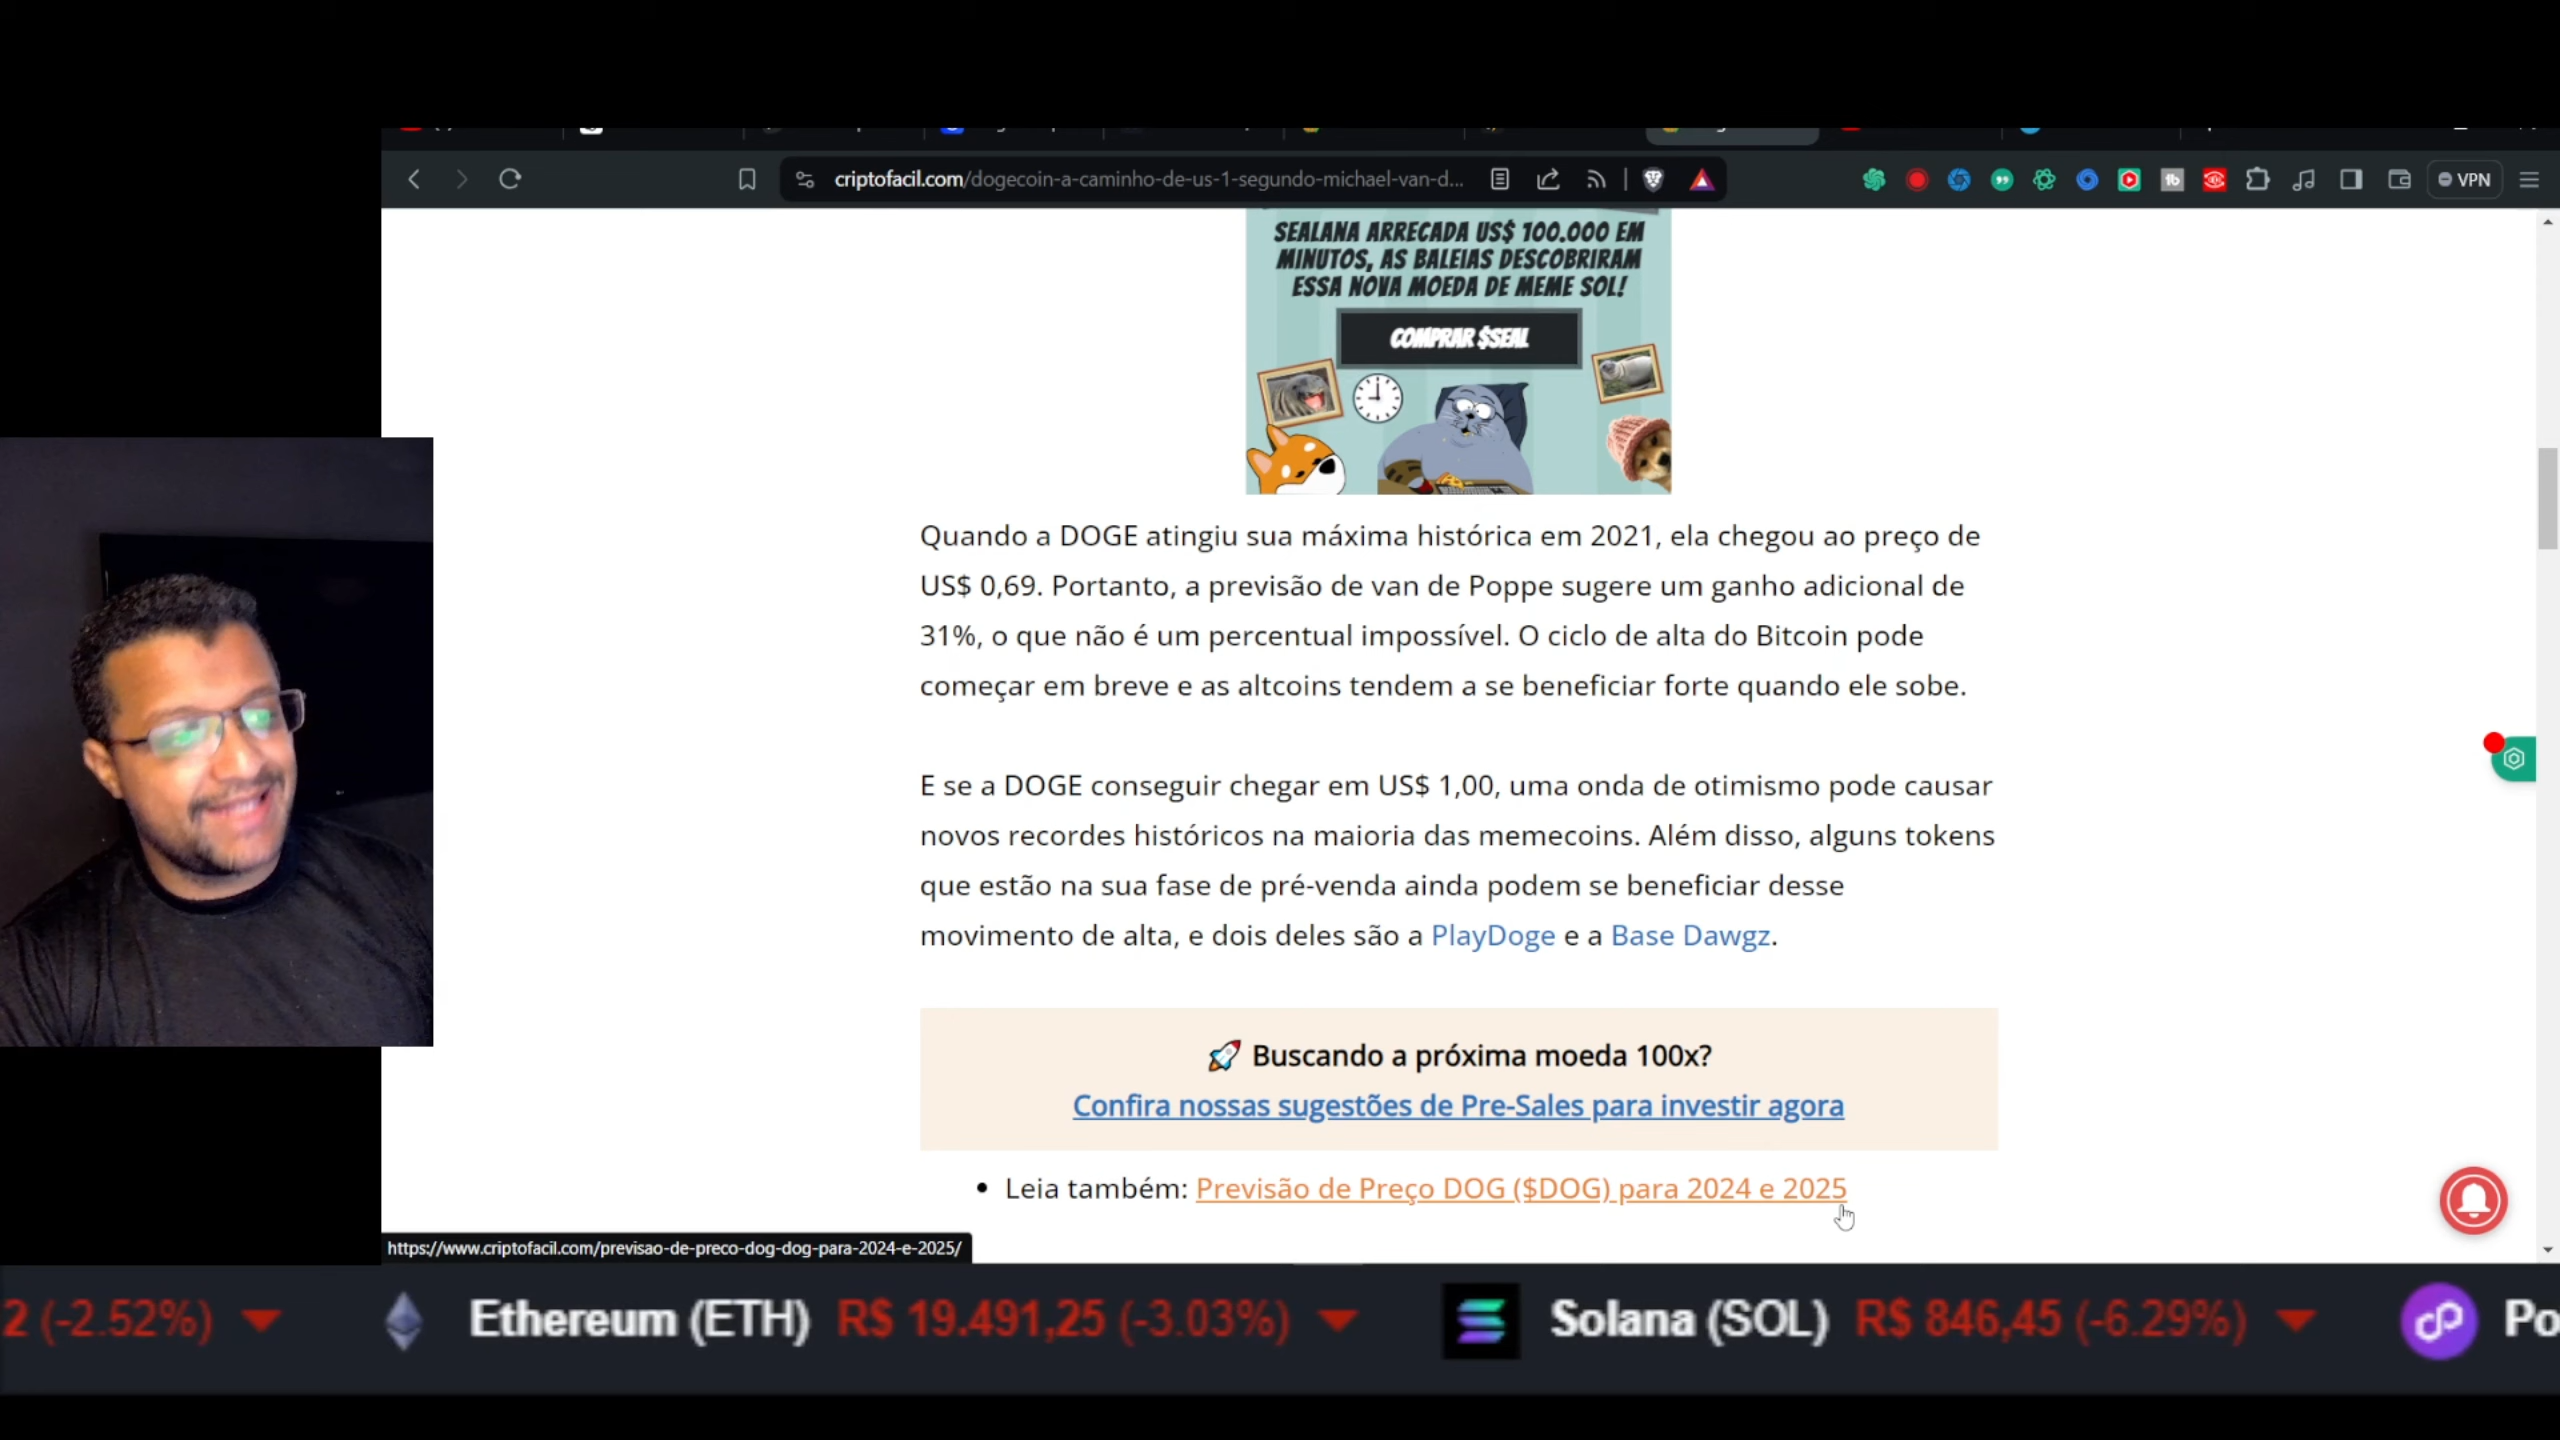 criptofacil.com/dogecoin-a-caminho-de-us-1-segundo-michael-van-d...
VPN
SEALANA ARRECADA US$ 100.000 EM
MINUTOS, AS BALEIAS DESCOBRIRAM
ESSA NOVA MOEDA DE MEME SOL!
COMPRAR $SEAL
Quando a DOGE atingiu sua máxima histórica em 2021, ela chegou ao preço de
US$ 0,69. Portanto, a previsão de van de Poppe sugere um ganho adicional de
31%, o que não é um percentual impossível. O ciclo de alta do Bitcoin pode
começar em breve e as altcoins tendem a se beneficiar forte quando ele sobe.
E se a DOGE conseguir chegar em US$ 1,00, uma onda de otimismo pode causar
novos recordes históricos na maioria das memecoins. Além disso, alguns tokens
que estão na sua fase de pré-venda ainda podem se beneficiar desse
movimento de alta, e dois deles são a PlayDoge e a Base Dawgz.
🚀 Buscando a próxima moeda 100x?
Confira nossas sugestões de Pre-Sales para investir agora
• Leia também: Previsão de Preço DOG ($DOG) para 2024 e 2025
https://www.criptofacil.com/previsao-de-preco-dog-dog-para-2024-e-2025/
2 (-2.52%) Ethereum (ETH) R$ 19.491,25 (-3.03%) Solana (SOL) R$ 846,45 (-6.29%) Po